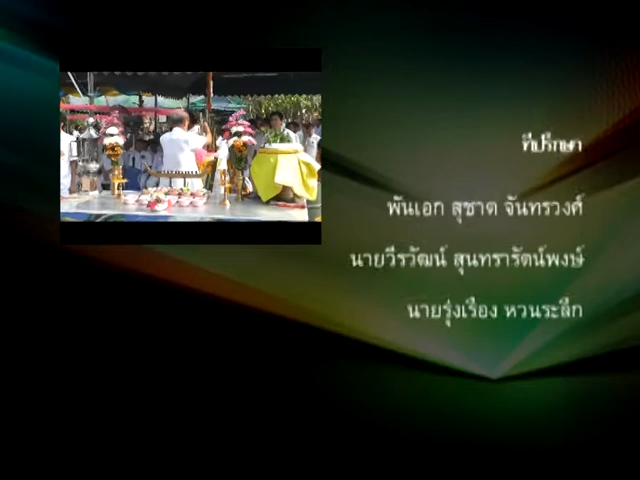 ที่ปรึกษา
พันเอก สุชาต จันทรวงศ์
นายวีรวัฒน์ สุนทรารัตน์พงษ์
นายรุ่งเรือง หวนระลึก